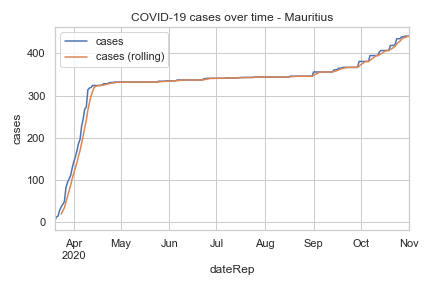 COVID-19 cases over time - Mauritius
cases
cases (rolling)
cases
400
300
200
100
0
Apr May Jun Jul Aug Sep Oct Nov
2020
dateRep